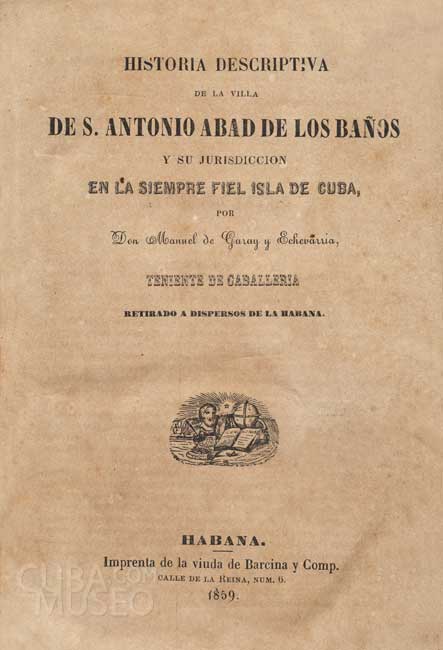 HISTORIA DESCRIPTIVA
DE LA VILLA
DE S. ANTONIO ABAD DE LOS BAÑOS
Y SU JURISDICCION
EN LA SIEMPRE FIEL ISLA DE CUBA,
POR
Don Manuel de Garay y Echevarria,
TENIENTE DE CABALLERIA
RETIRADO A DISPERSOS DE LA HABANA.
HABANA.
Imprenta de la viuda de Barcina y Comp.
CALLE DE LA REINA, NUM. 6.
1859.
CUBA.COM
MUSEO